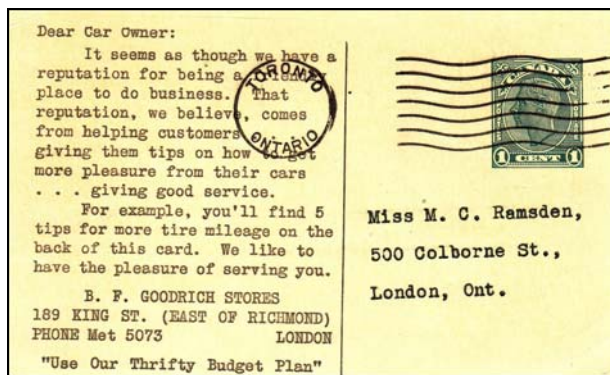 Dear Car Owner:
It seems as though we have a
reputation for being a friendly
place to do business. That
reputation, we believe, comes
from helping customers
giving them tips on how to get
more pleasure from their cars
. . . giving good service.
For example, you'll find 5
tips for more tire mileage on the
back of this card. We like to
have the pleasure of serving you.
B. F. GOODRICH STORES
189 KING ST. (EAST OF RICHMOND)
PHONE Met 5073 LONDON
"Use Our Thrifty Budget Plan"
TORONTO
ONTARIO
CANADA
1 CENT 1
Miss M. C. Ramsden,
500 Colborne St.,
London, Ont.